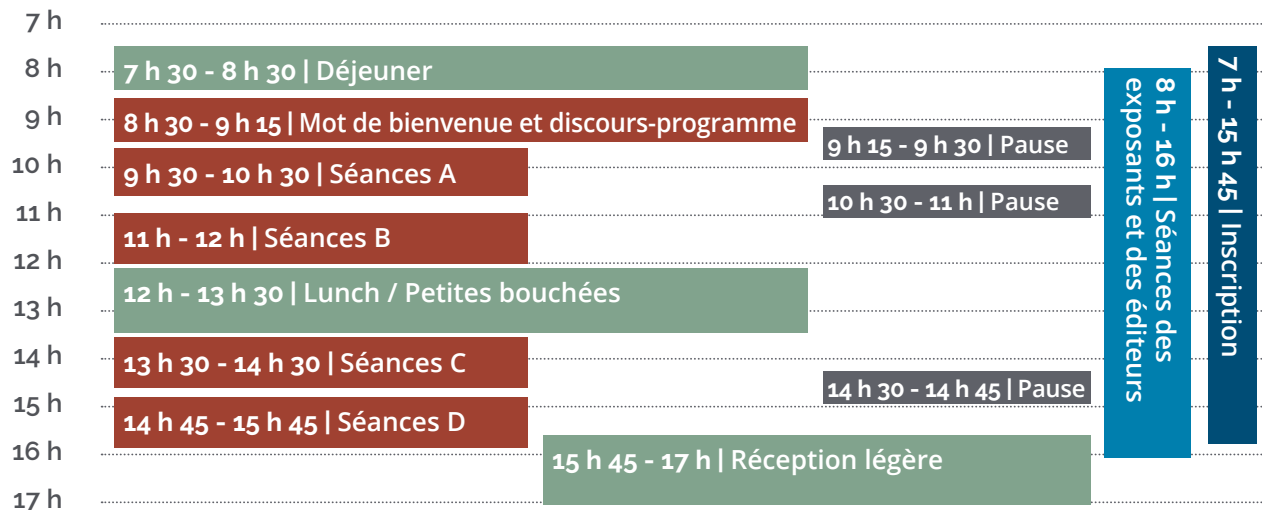 7 h
8 h
9 h
10 h
11 h
12 h
13 h
14 h
15 h
16 h
17 h
7 h 30 - 8 h 30 | Déjeuner
8 h 30 - 9 h 15 | Mot de bienvenue et discours-programme
9 h 15 - 9 h 30 | Pause
9 h 30 - 10 h 30 | Séances A
10 h 30 - 11 h | Pause
11 h - 12 h | Séances B
12 h - 13 h 30 | Lunch / Petites bouchées
13 h 30 - 14 h 30 | Séances C
14 h 30 - 14 h 45 | Pause
14 h 45 - 15 h 45 | Séances D
15 h 45 - 17 h | Réception légère
8 h - 16 h | Séances des
exposants et des éditeurs
7 h - 15 h 45 | Inscription